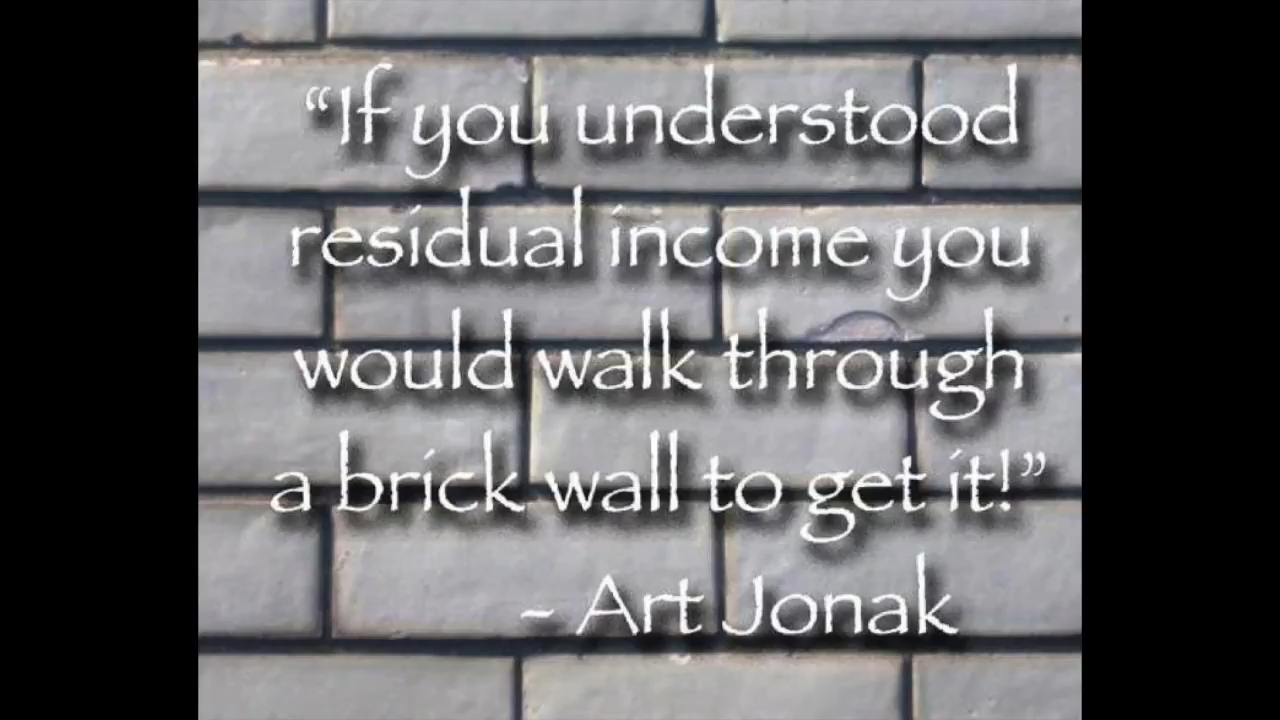 “If you understood
residual income you
would walk through
a brick wall to get it!”
- Art Jonak